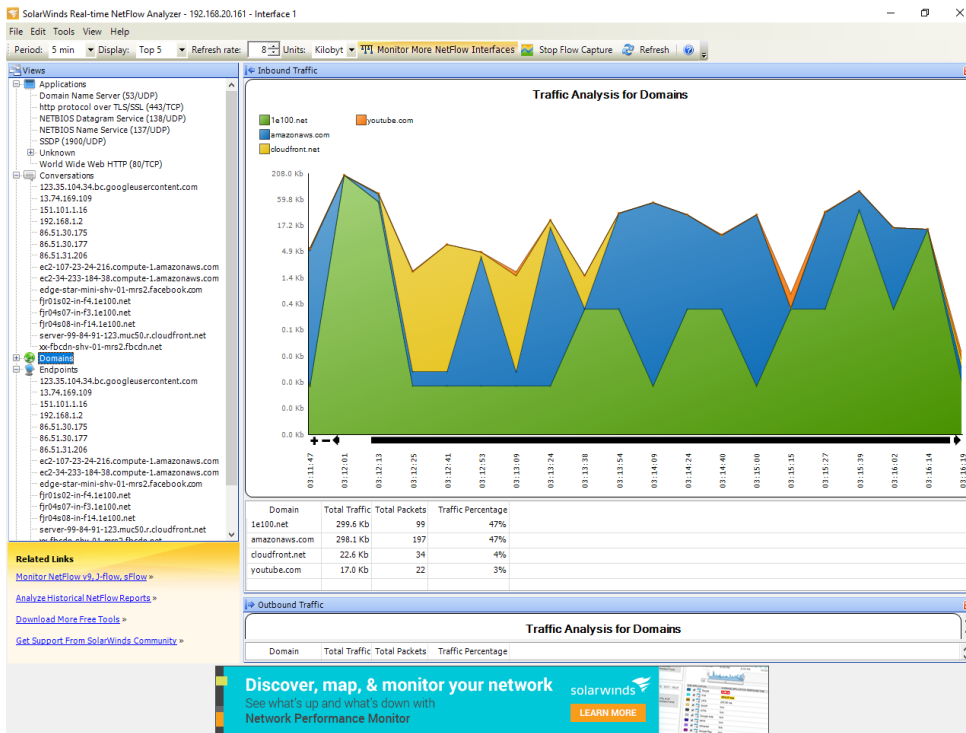 SolarWinds Real-time NetFlow Analyzer - 192.168.20.161 - Interface 1
File Edit Tools View Help
Period: 5 min Display: Top 5 Refresh rate: 8 Units: Kilobyt Monitor More NetFlow Interfaces Stop Flow Capture Refresh
Views
Applications
Domain Name Server (53/UDP)
http protocol over TLS/SSL (443/TCP)
NETBIOS Datagram Service (138/UDP)
NETBIOS Name Service (137/UDP)
SSDP (1900/UDP)
Unknown
World Wide Web HTTP (80/TCP)
Conversations
123.35.104.34.bc.googleusercontent.com
13.74.169.109
151.101.1.16
192.168.1.2
86.51.30.175
86.51.30.177
86.51.31.206
ec2-107-23-24-216.compute-1.amazonaws.com
ec2-34-233-184-38.compute-1.amazonaws.com
edge-star-mini-shv-01-mrs2.facebook.com
fjr01s02-in-f4.1e100.net
fjr04s07-in-f3.1e100.net
fjr04s08-in-f14.1e100.net
server-99-84-91-123.muc50.r.cloudfront.net
xx-fbcdn-shv-01-mrs2.fbcdn.net
Domains
Endpoints
123.35.104.34.bc.googleusercontent.com
13.74.169.109
151.101.1.16
192.168.1.2
86.51.30.175
86.51.30.177
86.51.31.206
ec2-107-23-24-216.compute-1.amazonaws.com
ec2-34-233-184-38.compute-1.amazonaws.com
edge-star-mini-shv-01-mrs2.facebook.com
fjr01s02-in-f4.1e100.net
fjr04s07-in-f3.1e100.net
fjr04s08-in-f14.1e100.net
server-99-84-91-123.muc50.r.cloudfront.net
xx-fbcdn-shv-01-mrs2.fbcdn.net
Related Links
Monitor NetFlow v9, J-flow, sFlow »
Analyze Historical NetFlow Reports »
Download More Free Tools »
Get Support From SolarWinds Community »
Inbound Traffic
Traffic Analysis for Domains
1e100.net youtube.com
amazonaws.com
cloudfront.net
208.0 Kb
59.8 Kb
17.2 Kb
4.9 Kb
1.4 Kb
0.4 Kb
0.1 Kb
0.0 Kb
0.0 Kb
0.0 Kb
0.0 Kb
03:11:47 03:12:01 03:12:13 03:12:25 03:12:41 03:12:53 03:13:09 03:13:24 03:13:38 03:13:54 03:14:09 03:14:24 03:14:40 03:15:00 03:15:15 03:15:27 03:15:39 03:16:02 03:16:14 03:16:19
Domain Total Traffic Total Packets Traffic Percentage
1e100.net 299.6 Kb 99 47%
amazonaws.com 298.1 Kb 197 47%
cloudfront.net 22.6 Kb 34 4%
youtube.com 17.0 Kb 22 3%
Outbound Traffic
Traffic Analysis for Domains
Domain Total Traffic Total Packets Traffic Percentage
Discover, map, & monitor your network
See what's up and what's down with
Network Performance Monitor
solarwinds
LEARN MORE